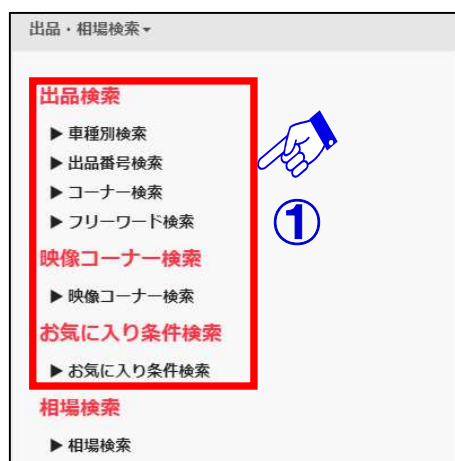 出品・相場検索▾
出品検索
▶ 車種別検索
▶ 出品番号検索
▶ コーナー検索
▶ フリーワード検索
①
映像コーナー検索
▶ 映像コーナー検索
お気に入り条件検索
▶ お気に入り条件検索
相場検索
▶ 相場検索